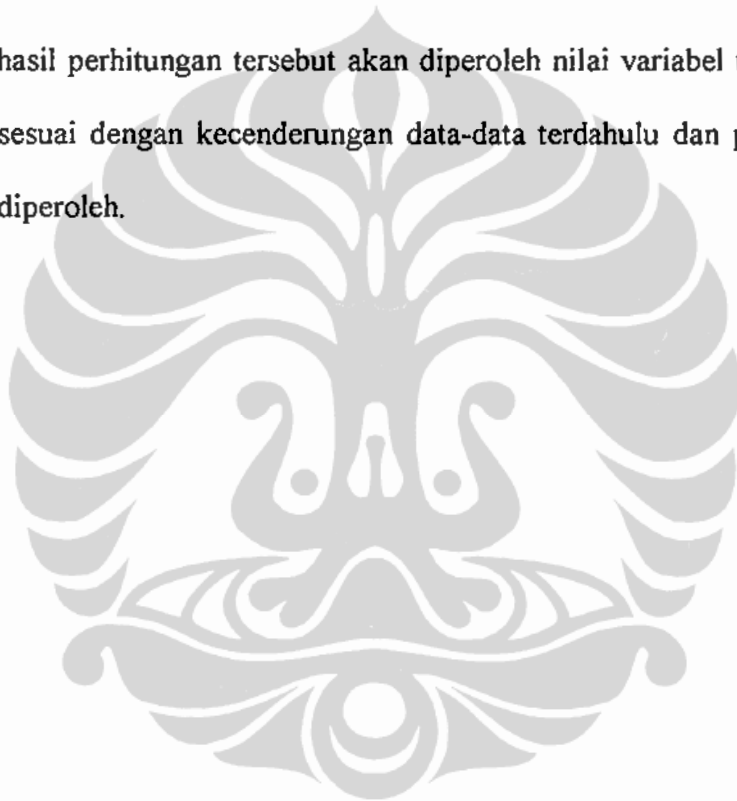 hasil perhitungan tersebut akan diperoleh nilai variabel
sesuai dengan kecenderungan data-data terdahulu dan
diperoleh.